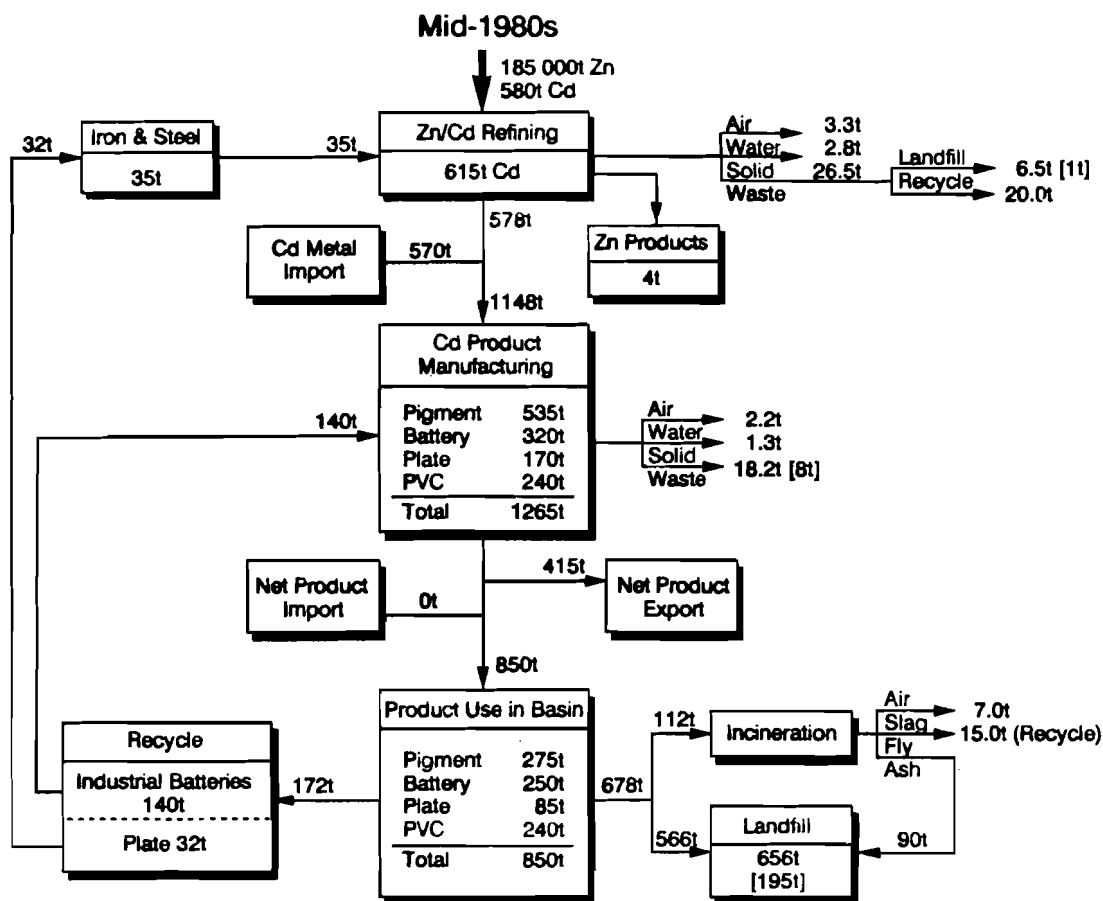 Mid-1980s
185 000t Zn
580t Cd
32t
Iron & Steel
35t
35t
Zn/Cd Refining
615t Cd
Air
3.3t
Water
2.8t
Solid
26.5t
Waste
Landfill
6.5t [1t]
Recycle
20.0t
578t
Cd Metal
Import
570t
Zn Products
4t
1148t
Cd Product
Manufacturing
Pigment 535t
Battery 320t
Plate 170t
PVC 240t
Total 1265t
140t
Air
2.2t
Water
1.3t
Solid
Waste
18.2t [8t]
Net Product
Import
0t
415t
Net Product
Export
850t
Product Use in Basin
Pigment 275t
Battery 250t
Plate 85t
PVC 240t
Total 850t
Recycle
Industrial Batteries
140t
Plate 32t
172t
678t
112t
Incineration
Air
7.0t
Slag
15.0t (Recycle)
Fly
Ash
566t
Landfill
656t
[195t]
90t